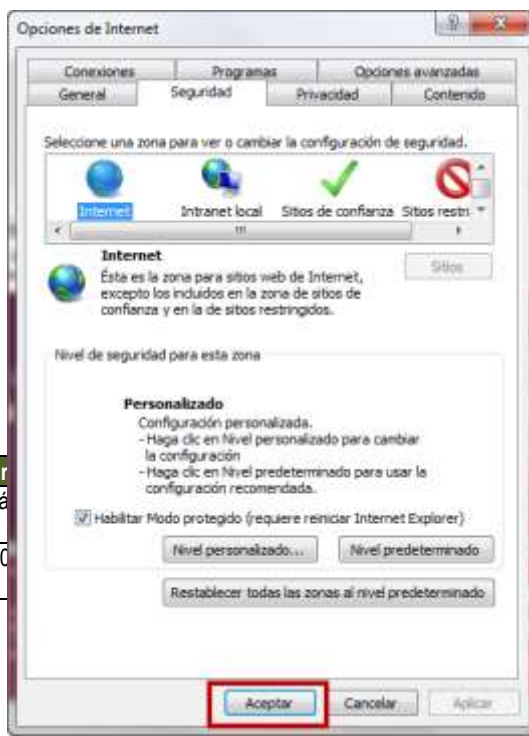 Opciones de Internet
Conexiones Programas Opciones avanzadas
General Seguridad Privacidad Contenido
Seleccione una zona para ver o cambiar la configuración de seguridad.
Internet Intranet local Sitios de confianza Sitios restri
Internet
Ésta es la zona para sitios web de Internet,
excepto los incluidos en la zona de sitios de
confianza y en la de sitios restringidos.
Sitios
Nivel de seguridad para esta zona
Personalizado
Configuración personalizada.
- Haga clic en Nivel personalizado para cambiar
la configuración
- Haga clic en Nivel predeterminado para usar la
configuración recomendada.
Habilitar Modo protegido (requiere reiniciar Internet Explorer)
Nivel personalizado... Nivel predeterminado
Restablecer todas las zonas al nivel predeterminado
Aceptar Cancelar Aplicar